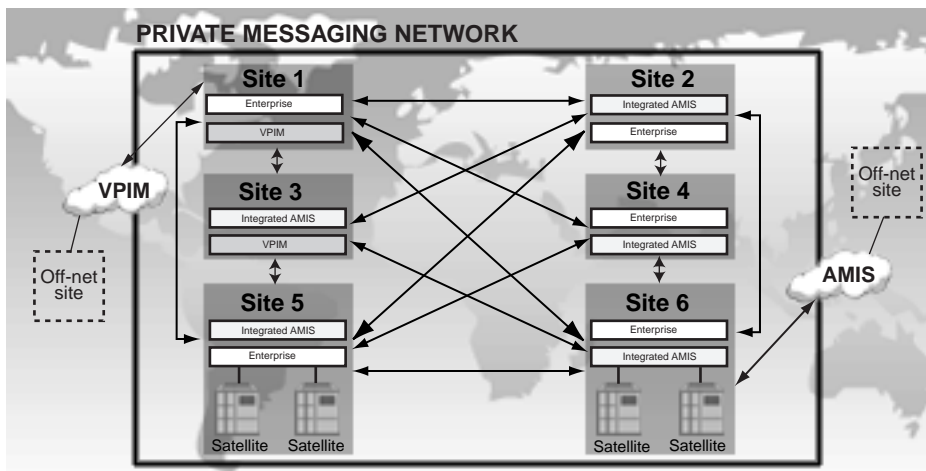 PRIVATE MESSAGING NETWORK
Site 1
Enterprise
VPIM
Site 2
Integrated AMIS
Enterprise
Site 3
Integrated AMIS
VPIM
Site 4
Enterprise
Integrated AMIS
Site 5
Integrated AMIS
Enterprise
Satellite
Satellite
Site 6
Enterprise
Integrated AMIS
Satellite
Satellite
VPIM
Off-net
site
Off-net
site
AMIS